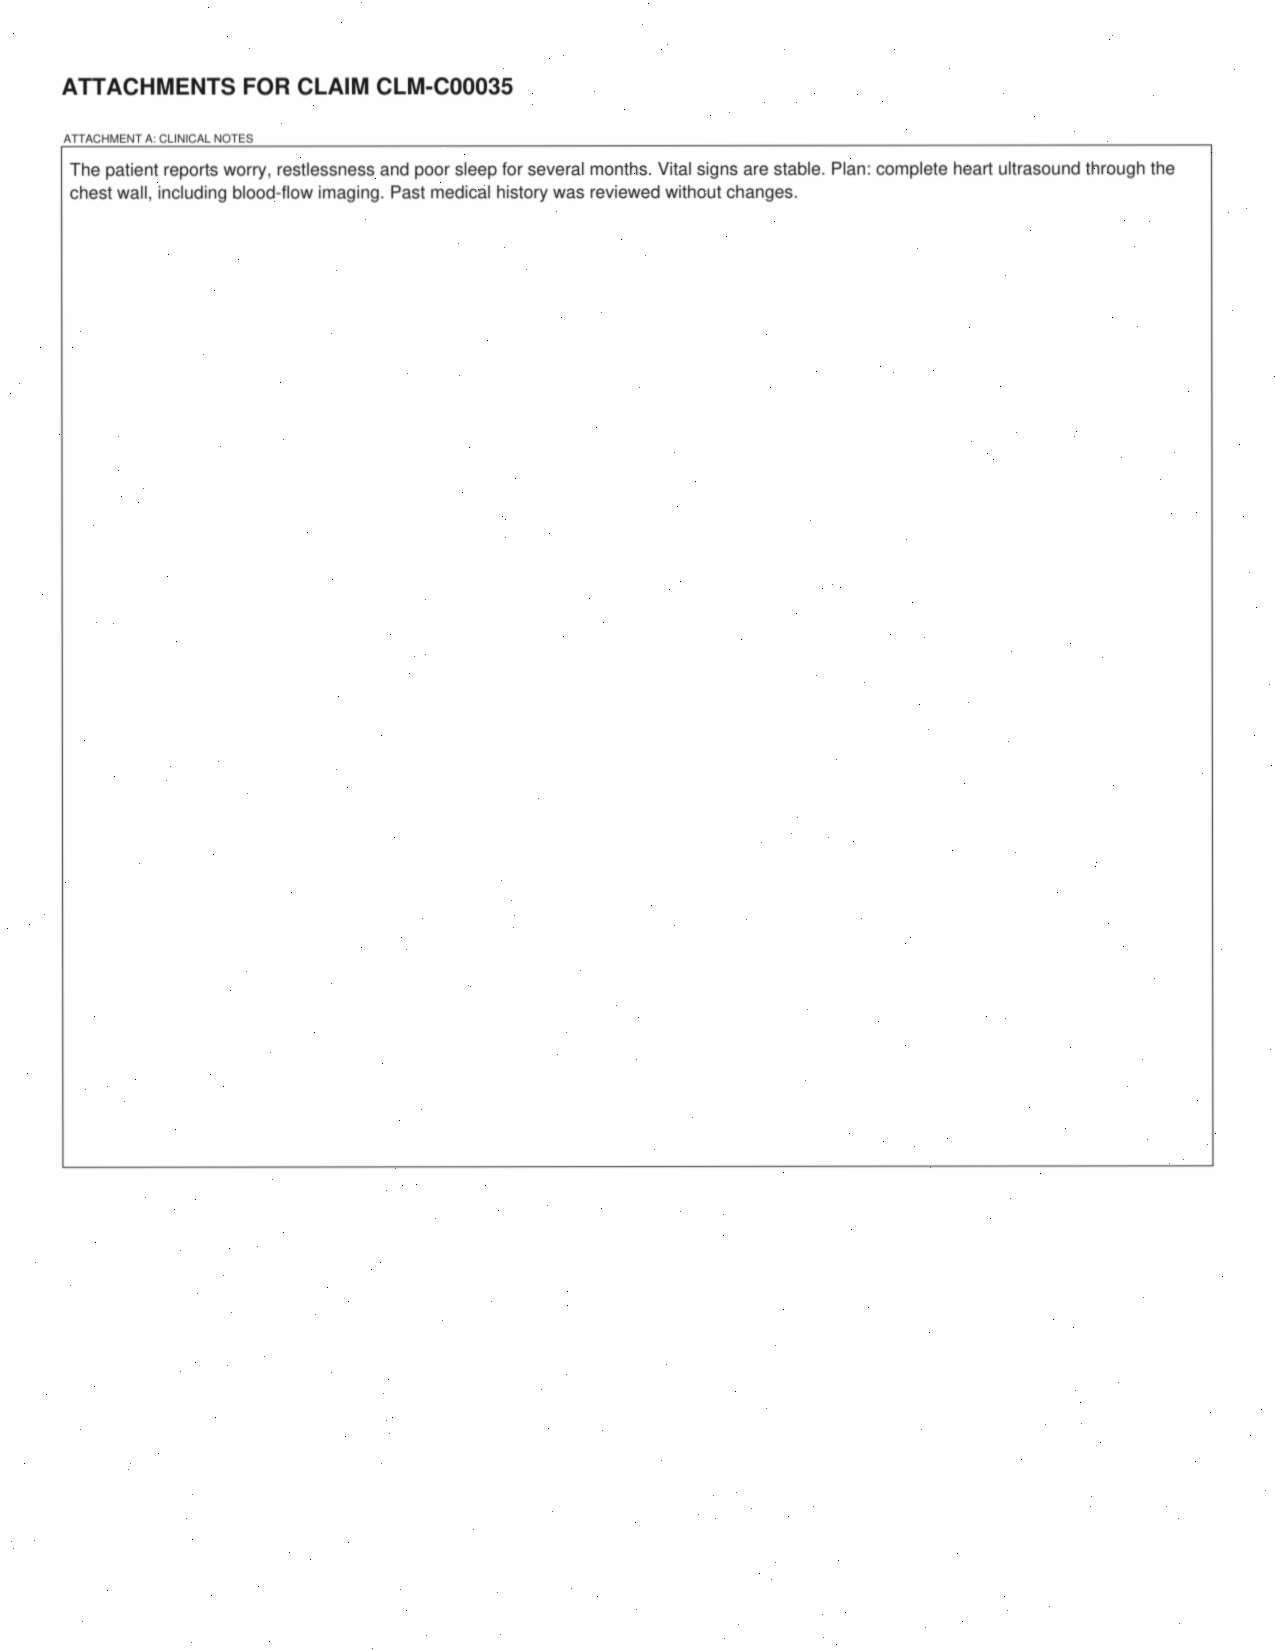 ATTACHMENTS FOR CLAIM CLM-C00035
ATTACHMENT A: CLINICAL NOTES
The patient reports worry, restlessness and poor sleep for several months. Vital signs are stable. Plan: complete heart ultrasound through the
chest wall, including blood-flow imaging. Past medical history was reviewed without changes.